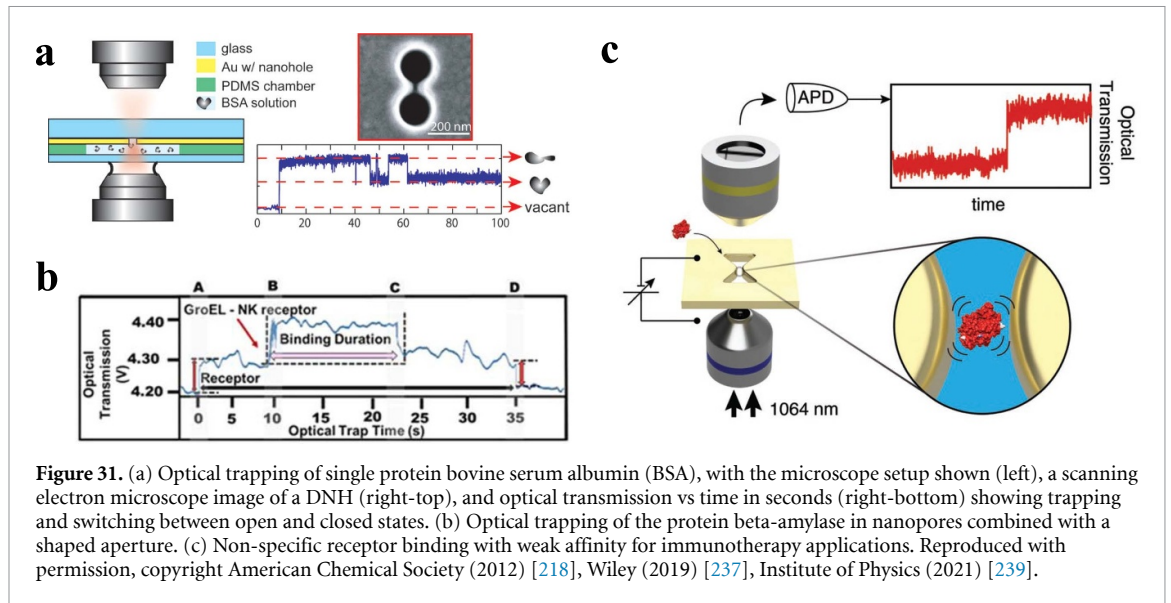 a
glass
Au w/ nanohole
PDMS chamber
BSA solution
200 nm
vacant
0 20 40 60 80 100
b
A B C D
GroEL - NK receptor
Binding Duration
Receptor
Optical
Transmission
(V)
4.40
4.30
4.20
0 5 10 15 20 25 30 35
Optical Trap Time (s)
c
APD
Optical
Transmission
time
1064 nm
Figure 31. (a) Optical trapping of single protein bovine serum albumin (BSA), with the microscope setup shown (left), a scanning
electron microscope image of a DNH (right-top), and optical transmission vs time in seconds (right-bottom) showing trapping
and switching between open and closed states. (b) Optical trapping of the protein beta-amylase in nanopores combined with a
shaped aperture. (c) Non-specific receptor binding with weak affinity for immunotherapy applications. Reproduced with
permission, copyright American Chemical Society (2012) [218], Wiley (2019) [237], Institute of Physics (2021) [239].